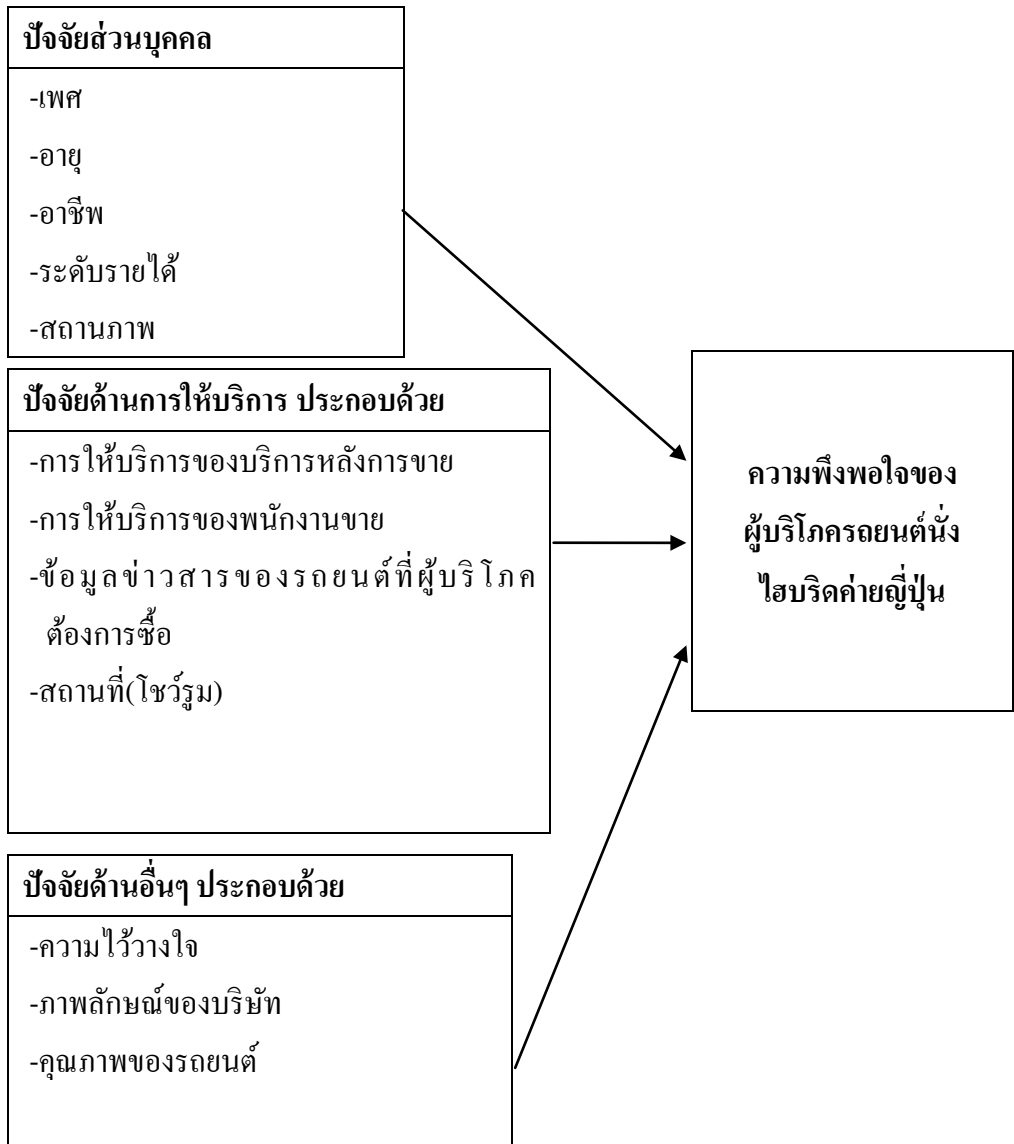 ปัจจัยส่วนบุคคล
-เพศ
-อายุ
-อาชีพ
-ระดับรายได้
-สถานภาพ
ปัจจัยด้านการให้บริการ ประกอบด้วย
-การให้บริการของบริการหลังการขาย
-การให้บริการของพนักงานขาย
-ข้อมูลข่าวสารของรถยนต์ที่ผู้บริโภค
ต้องการซื้อ
-สถานที่(โชว์รูม)
ปัจจัยด้านอื่นๆ ประกอบด้วย
-ความไว้วางใจ
-ภาพลักษณ์ของบริษัท
-คุณภาพของรถยนต์
ความพึงพอใจของ
ผู้บริโภครถยนต์นั่ง
ไฮบริดค่ายญี่ปุ่น